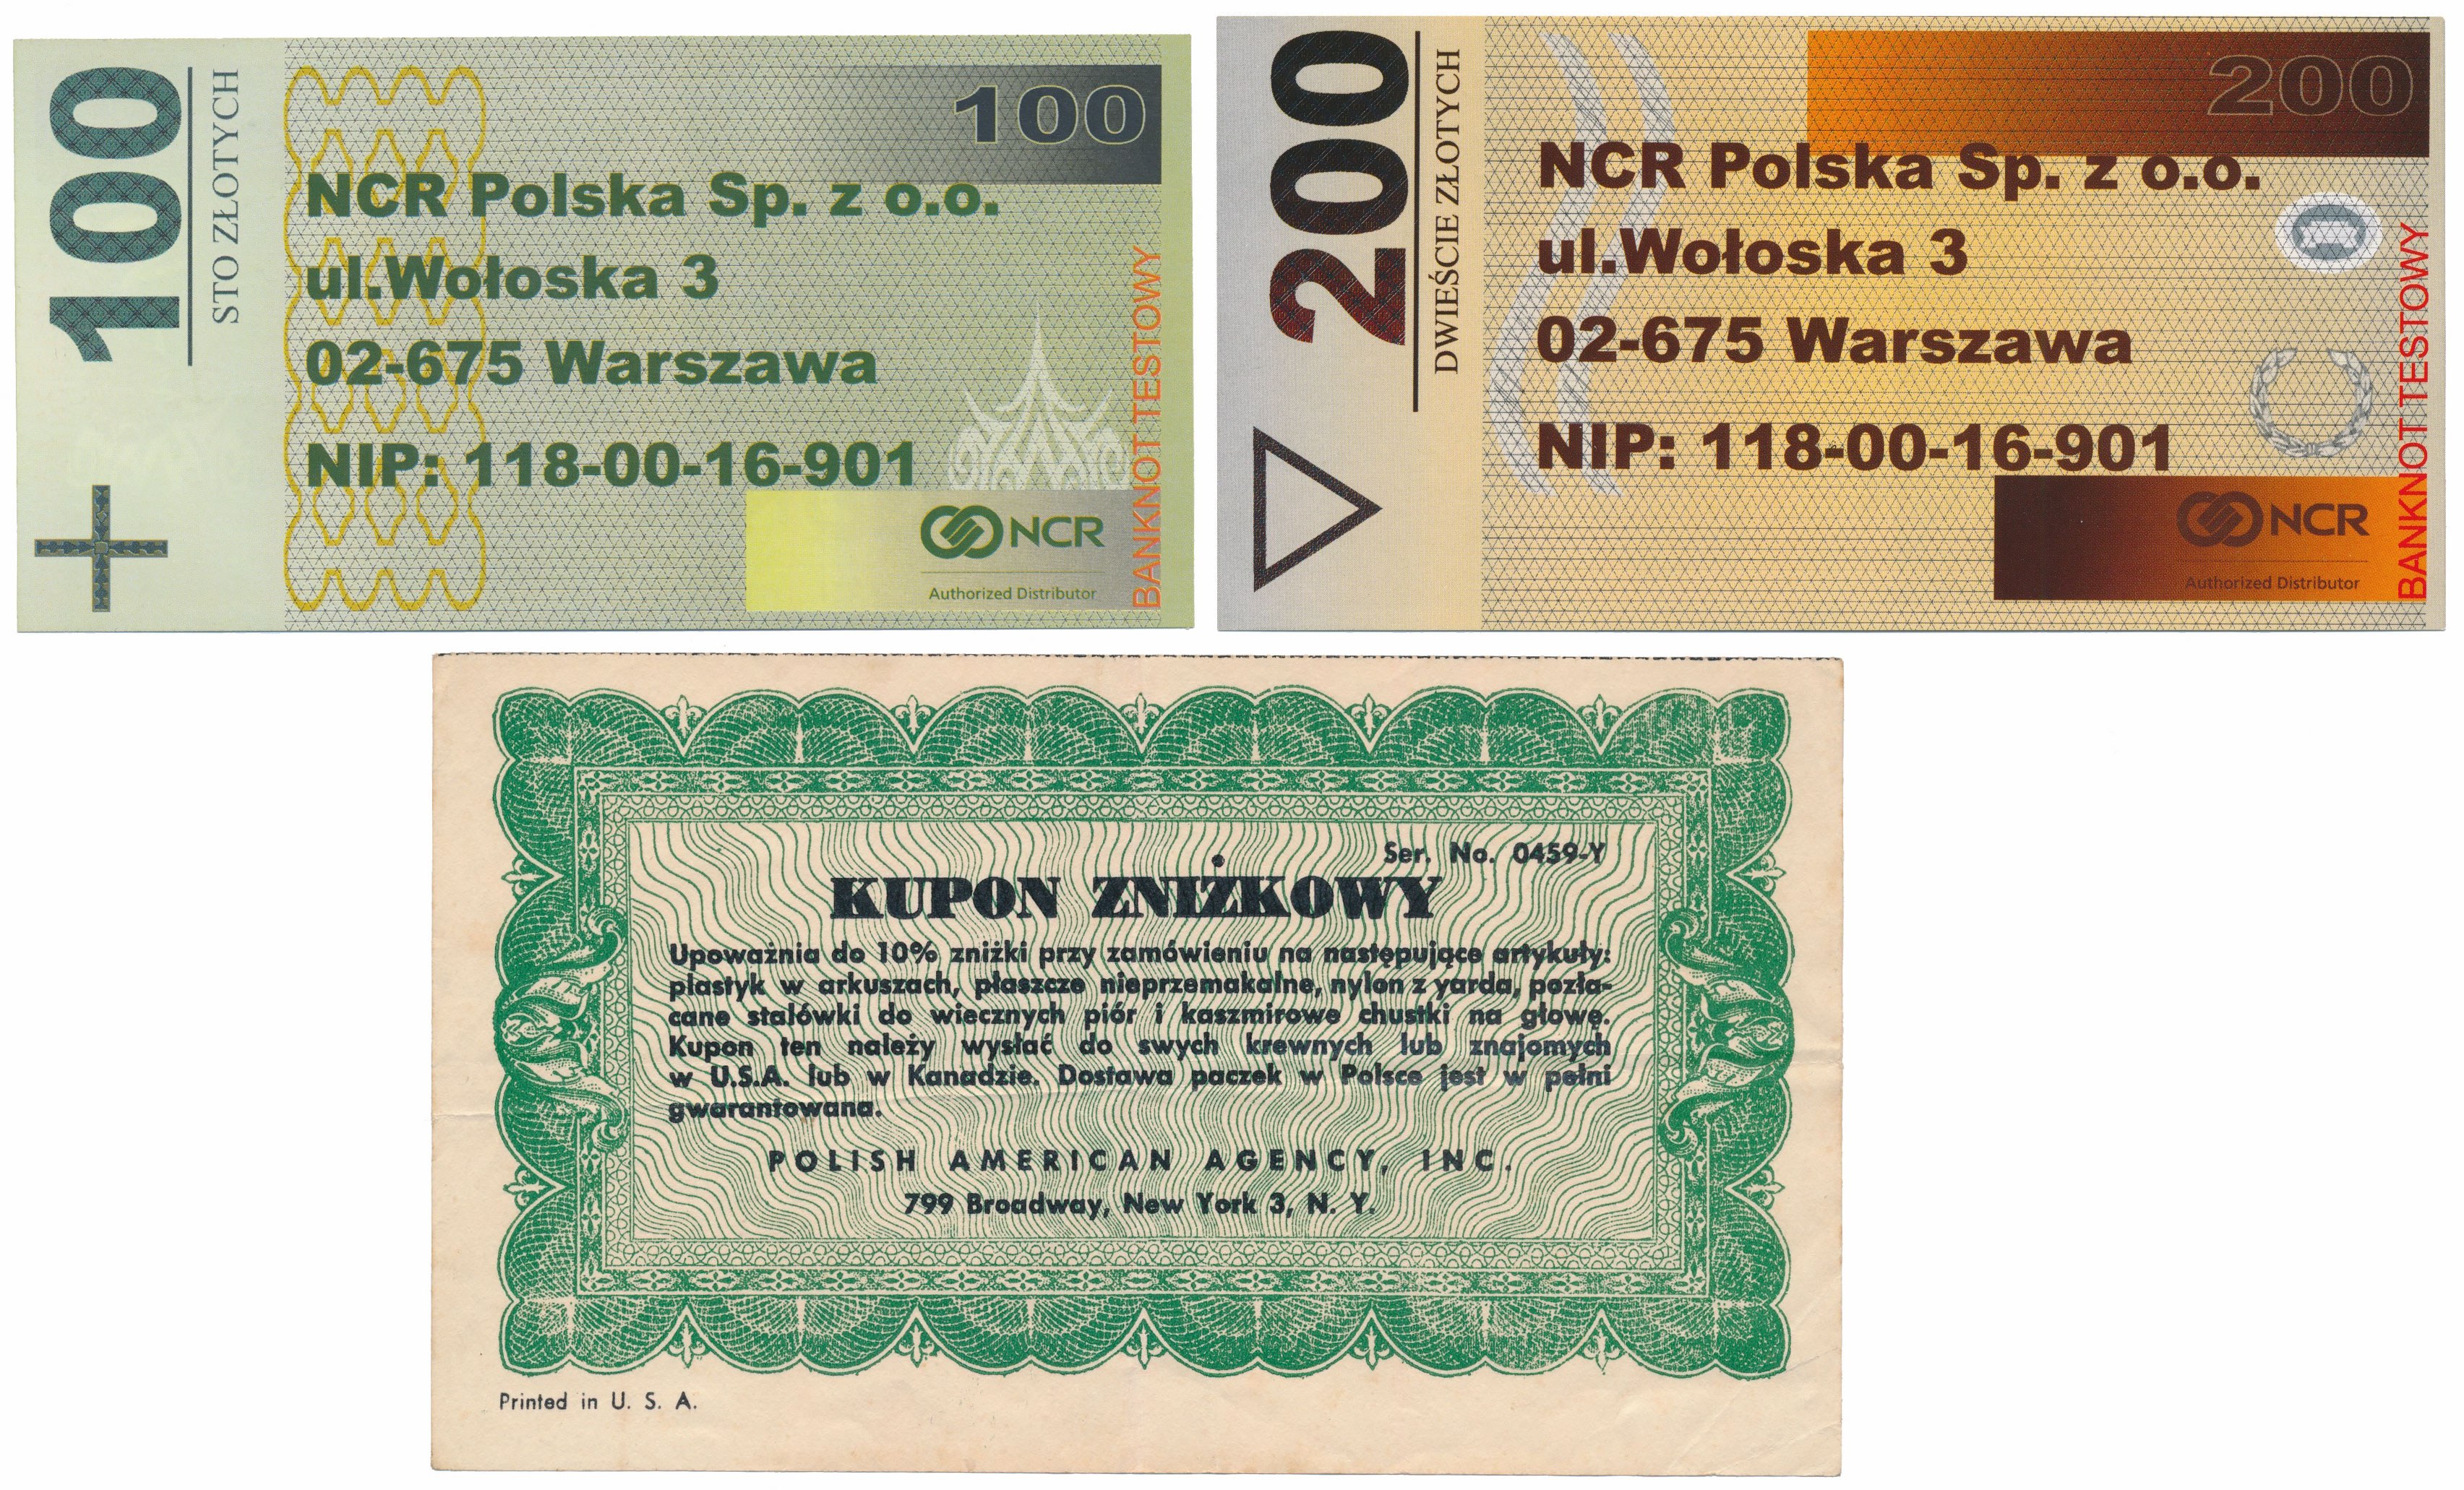 100
STO ZŁOTYCH
100
NCR Polska Sp. z o.o.
ul.Wołoska 3
02-675 Warszawa
NIP: 118-00-16-901
NCR
Authorized Distributor
BANKNOT TESTOWY
200
DWIEŚCIE ZŁOTYCH
200
NCR Polska Sp. z o.o.
ul.Wołoska 3
02-675 Warszawa
NIP: 118-00-16-901
NCR
Authorized Distributor
BANKNOT TESTOWY
Ser. No. 0459-Y
KUPON ZNIŻKOWY
Upoważnia do 10% zniżki przy zamówieniu na następujące artykuły:
plastyk w arkuszach, płaszcze nieprzemakalne, nylon z yarda, pozła-
cane stalówki do wiecznych piór i kaszmirowe chustki na głowę.
Kupon ten należy wysłać do swych krewnych lub znajomych
w U.S.A. lub w Kanadzie. Dostawa paczek w Polsce jest w pełni
gwarantowana.
POLISH AMERICAN AGENCY, INC.
799 Broadway, New York 3, N. Y.
Printed in U. S. A.